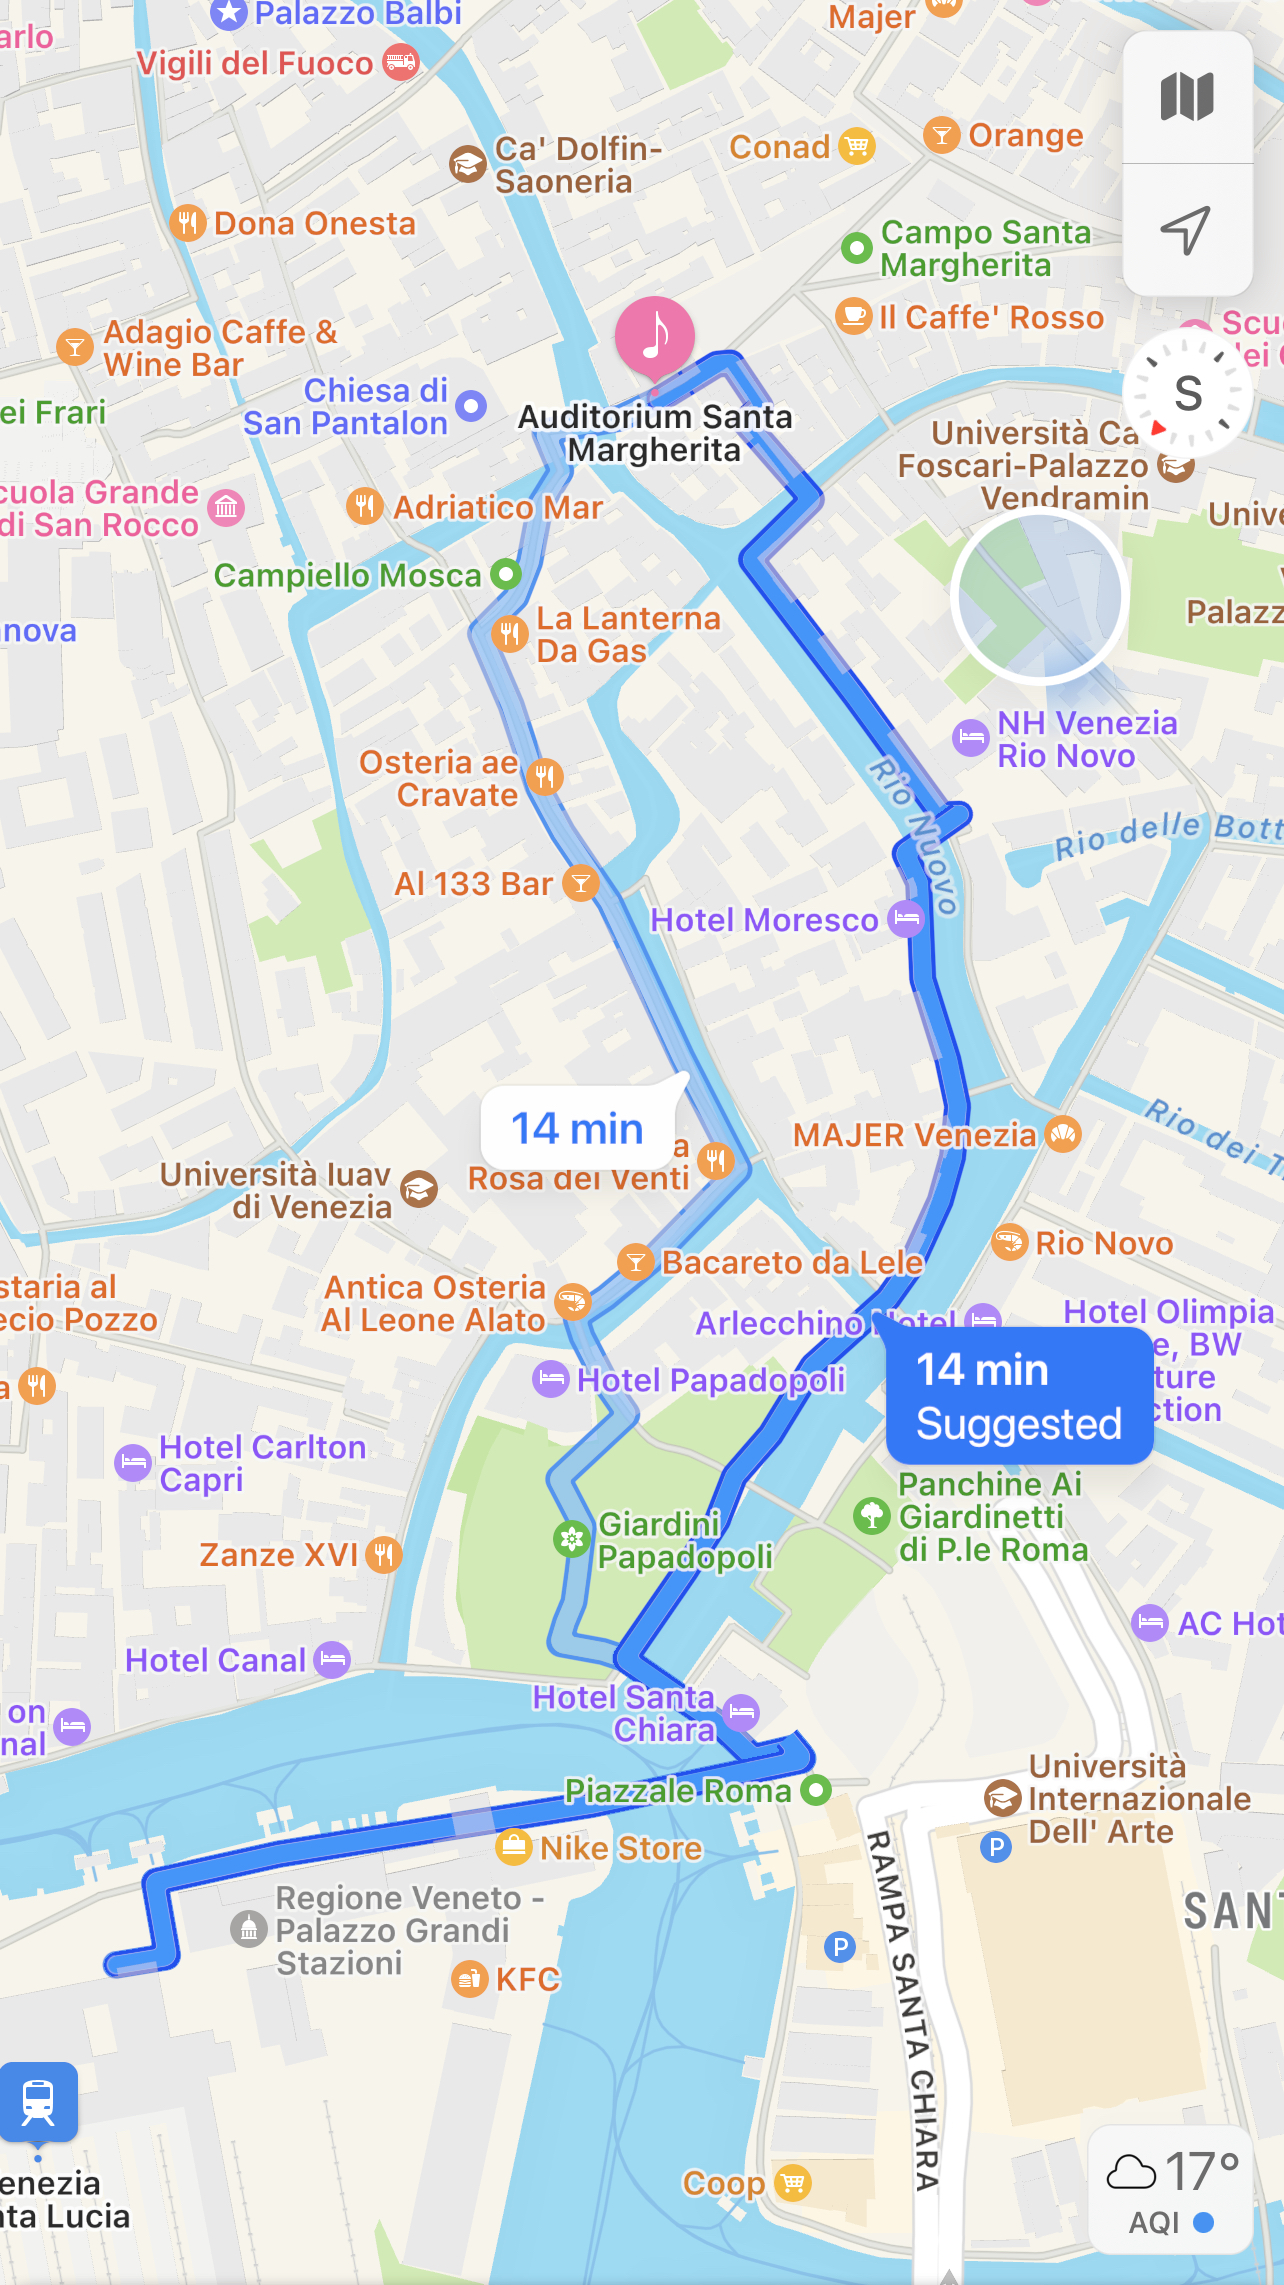 Palazzo Balbi
Majer
arlo
Vigili del Fuoco
Orange
Conad
Ca' Dolfin-
Saoneria
Dona Onesta
Campo Santa
Margherita
Il Caffe' Rosso
Adagio Caffe &
Wine Bar
S
Chiesa di
San Pantalon
ei Frari
Auditorium Santa
Margherita
Università Ca
Foscari-Palazzo
Vendramin
cuola Grande
di San Rocco
Adriatico Mar
Unive
Campiello Mosca
La Lanterna
Da Gas
Palazz
nova
NH Venezia
Rio Novo
Osteria ae
Cravate
Rio Nuovo
Rio delle Bott
Al 133 Bar
Hotel Moresco
14 min
MAJER Venezia
Rio dei T
Rosa dei Venti
Università Iuav
di Venezia
Rio Novo
Bacareto da Lele
Antica Osteria
Al Leone Alato
staria al
ecio Pozzo
Arlecchino Hotel
Hotel Olimpia
e, BW
ture
ction
14 min
Suggested
Hotel Papadopoli
a
Hotel Carlton
Capri
Panchine Ai
Giardinetti
di P.le Roma
Giardini
Papadopoli
Zanze XVI
AC Hot
Hotel Canal
Hotel Santa
Chiara
on
nal
Piazzale Roma
Università
Internazionale
Dell' Arte
P
Nike Store
Regione Veneto -
Palazzo Grandi
Stazioni
SANT
P
KFC
RAMPA SANTA CHIARA
enezia
nta Lucia
Coop
17°
AQI